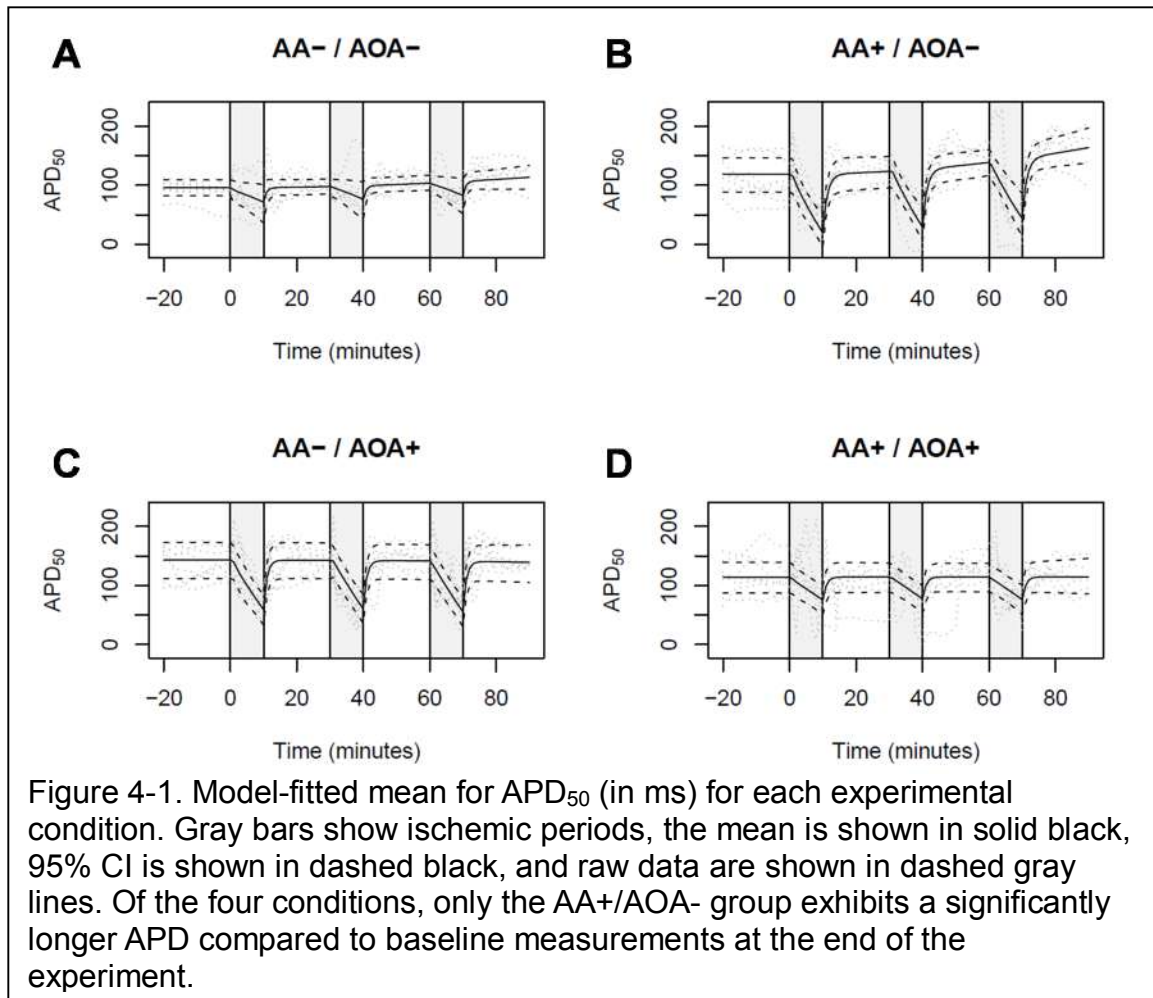 A
AA− / AOA−
APD50
200
100
0
−20 0 20 40 60 80
Time (minutes)
B
AA+ / AOA−
APD50
200
100
0
−20 0 20 40 60 80
Time (minutes)
C
AA− / AOA+
APD50
200
100
0
−20 0 20 40 60 80
Time (minutes)
D
AA+ / AOA+
APD50
200
100
0
−20 0 20 40 60 80
Time (minutes)
Figure 4-1. Model-fitted mean for APD50 (in ms) for each experimental
condition. Gray bars show ischemic periods, the mean is shown in solid black,
95% CI is shown in dashed black, and raw data are shown in dashed gray
lines. Of the four conditions, only the AA+/AOA- group exhibits a significantly
longer APD compared to baseline measurements at the end of the
experiment.